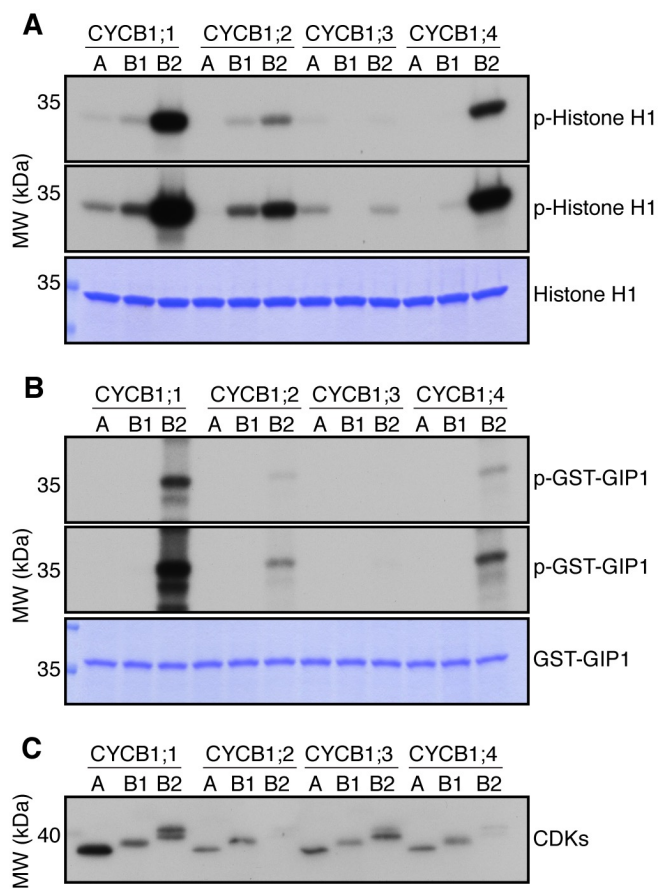 A
CYCB1;1 CYCB1;2 CYCB1;3 CYCB1;4
A B1 B2 A B1 B2 A B1 B2 A B1 B2
35 p-Histone H1
35 p-Histone H1
MW (kDa)
35 Histone H1
B
CYCB1;1 CYCB1;2 CYCB1;3 CYCB1;4
A B1 B2 A B1 B2 A B1 B2 A B1 B2
35 p-GST-GIP1
35 p-GST-GIP1
MW (kDa)
35 GST-GIP1
C
CYCB1;1 CYCB1;2 CYCB1;3 CYCB1;4
A B1 B2 A B1 B2 A B1 B2 A B1 B2
MW (kDa)
40 CDKs